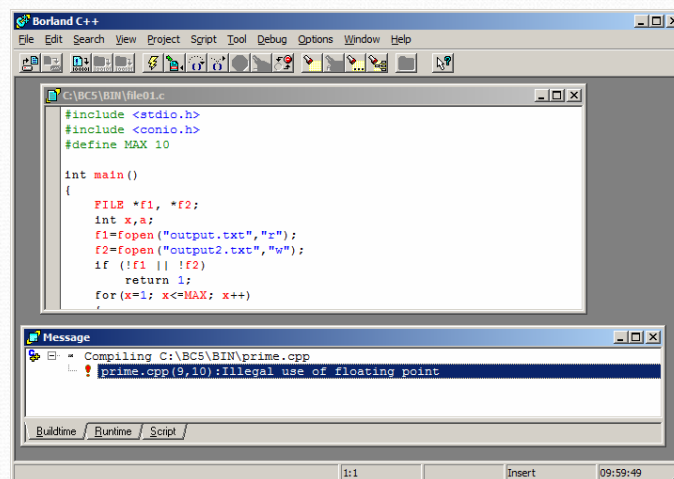 Borland C++
File Edit Search View Project Script Tool Debug Options Window Help
C:\BC5\BIN\file01.c
#include <stdio.h>
#include <conio.h>
#define MAX 10
int main()
{
FILE *f1, *f2;
int x,a;
f1=fopen("output.txt","r");
f2=fopen("output2.txt","w");
if (!f1 || !f2)
return 1;
for(x=1; x<=MAX; x++)
Message
Compiling C:\BC5\BIN\prime.cpp
prime.cpp(9,10):Illegal use of floating point
Buildtime Runtime Script
1:1 Insert 09:59:49